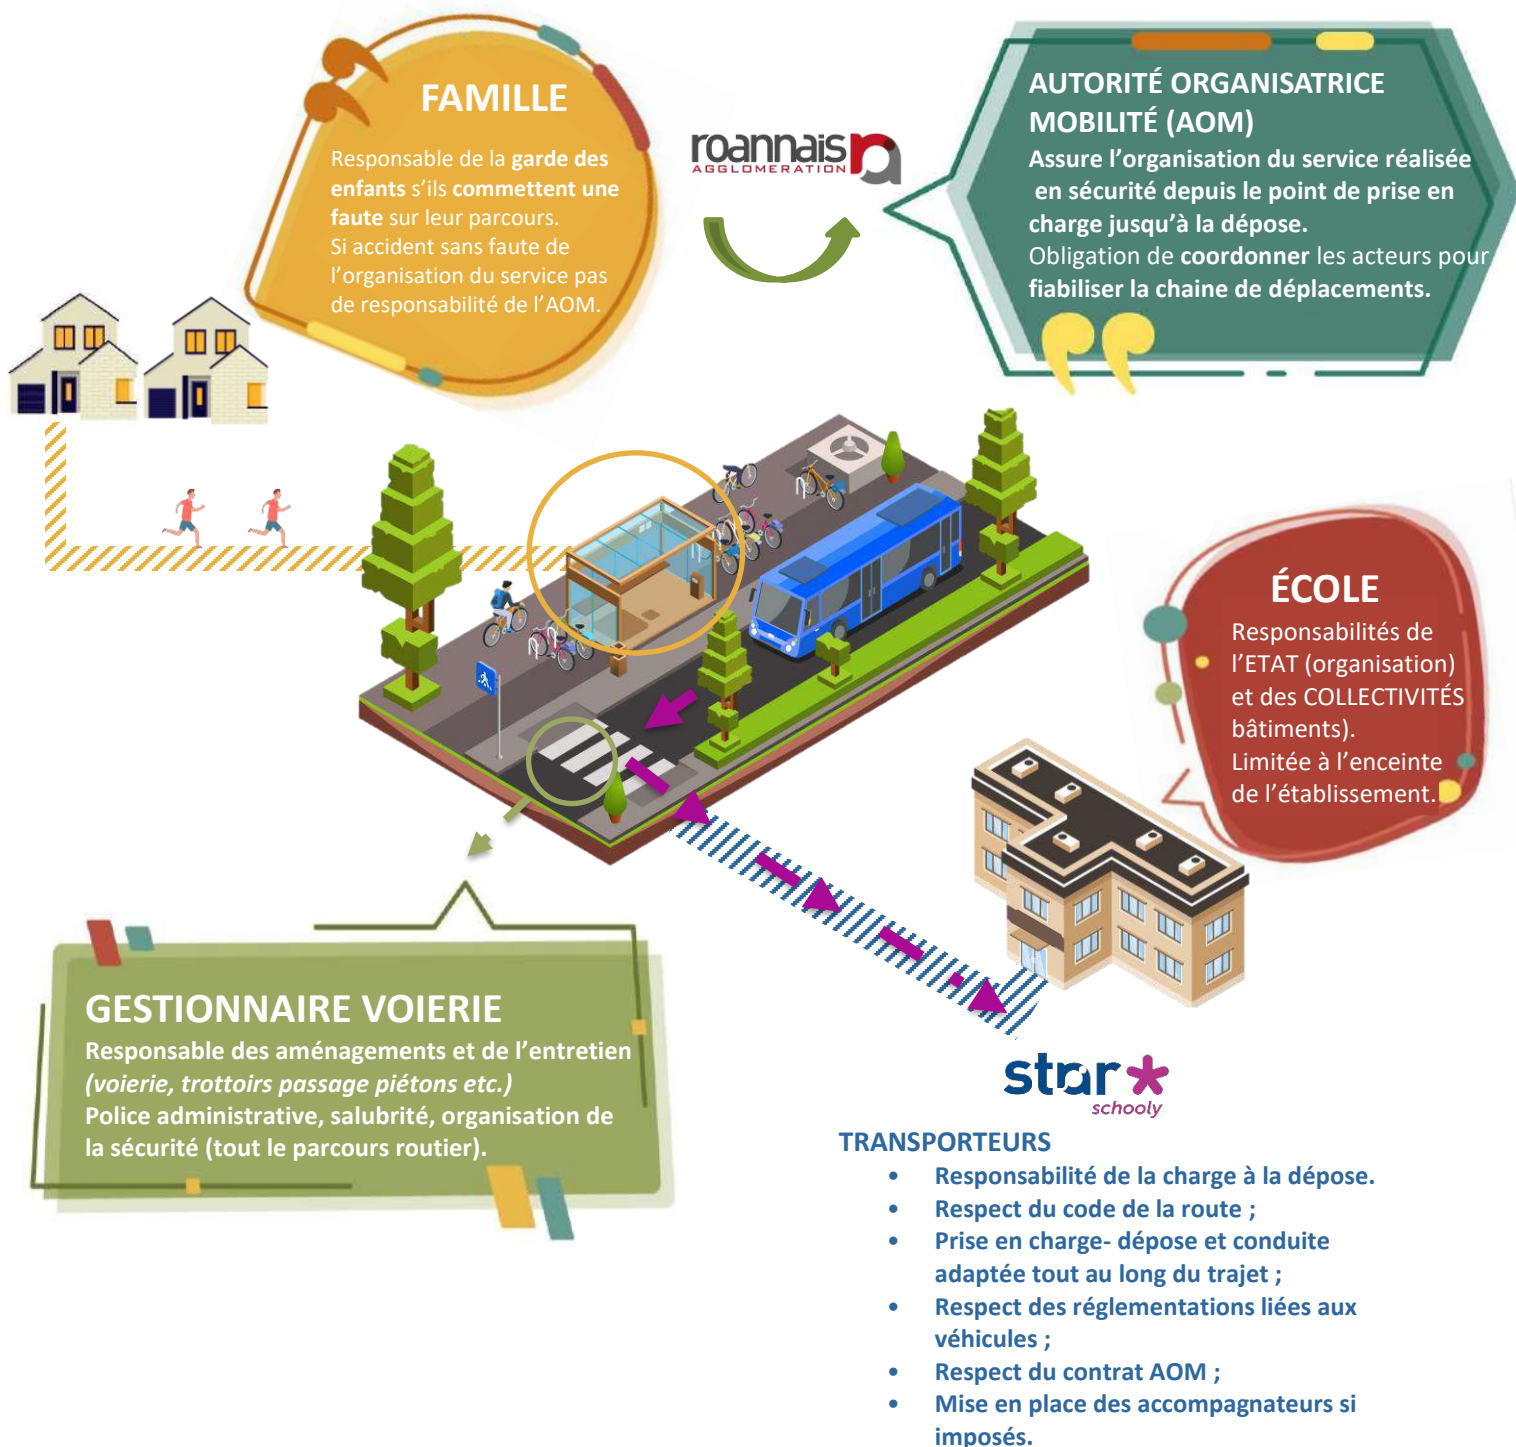 FAMILLE
Responsable de la garde des
enfants s’ils commettent une
faute sur leur parcours.
Si accident sans faute de
l’organisation du service pas
de responsabilité de l’AOM.
roannais
AGGLOMERATION
AUTORITÉ ORGANISATRICE
MOBILITÉ (AOM)
Assure l’organisation du service réalisée
en sécurité depuis le point de prise en
charge jusqu’à la dépose.
Obligation de coordonner les acteurs pour
fiabiliser la chaine de déplacements.
ÉCOLE
Responsabilités de
l’ETAT (organisation)
et des COLLECTIVITÉS
bâtiments).
Limitée à l’enceinte
de l’établissement.
GESTIONNAIRE VOIERIE
Responsable des aménagements et de l’entretien
(voierie, trottoirs passage piétons etc.)
Police administrative, salubrité, organisation de
la sécurité (tout le parcours routier).
star
schooly
TRANSPORTEURS
• Responsabilité de la charge à la dépose.
• Respect du code de la route ;
• Prise en charge- dépose et conduite
adaptée tout au long du trajet ;
• Respect des réglementations liées aux
véhicules ;
• Respect du contrat AOM ;
• Mise en place des accompagnateurs si
imposés.